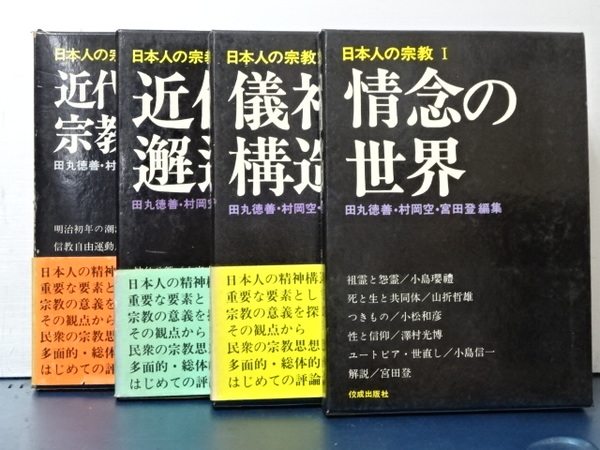 日本人の宗教
近代
宗教
田丸徳善・村
明治初年の潮
信教自由運動
日本人の精神
重要な要素と
宗教の意義を
その観点から
民衆の宗教思
多面的・総体
はじめての評
日本人の宗教
近代
邂逅
田丸徳善・村岡空
日本人の精神構
重要な要素と
宗教の意義を探
その観点から
民衆の宗教思
多面的・総体的
はじめての評論
日本人の宗教
儀礼
構造
田丸徳善・村岡空・
日本人の精神構造
重要な要素とし
宗教の意義を探
その観点から
民衆の宗教思想
多面的・総体的
はじめての評論
日本人の宗教 I
情念の
世界
田丸徳善・村岡空・宮田登編集
祖霊と怨霊/小島瓔禮
死と生と共同体/山折哲雄
つきもの/小松和彦
性と信仰/澤村光博
ユートピア・世直し/小島信一
解説/宮田登
佼成出版社